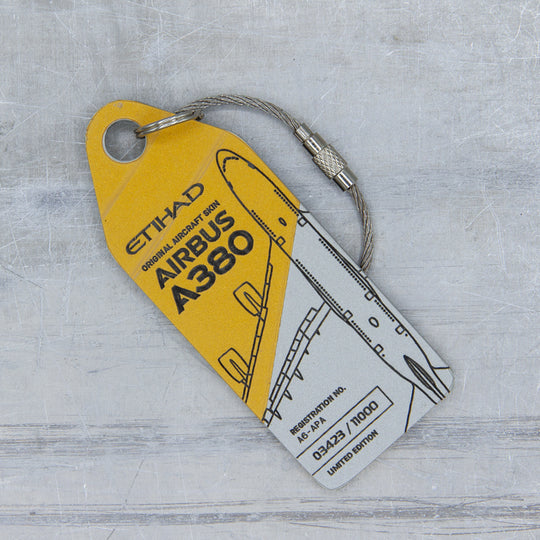 ETIHAD
ORIGINAL AIRCRAFT SKIN
AIRBUS
A380
REGISTRATION NO.
A6-APA
03423 / 11000
LIMITED EDITION